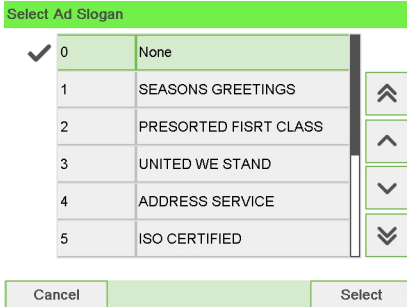 Select Ad Slogan
0 None
1 SEASONS GREETINGS
2 PRESORTED FISRT CLASS
3 UNITED WE STAND
4 ADDRESS SERVICE
5 ISO CERTIFIED
Cancel Select